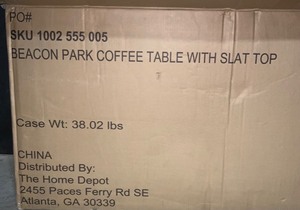 PO#
SKU 1002 555 005
BEACON PARK COFFEE TABLE WITH SLAT TOP
Case Wt: 38.02 lbs
CHINA
Distributed By:
The Home Depot
2455 Paces Ferry Rd SE
Atlanta, GA 30339